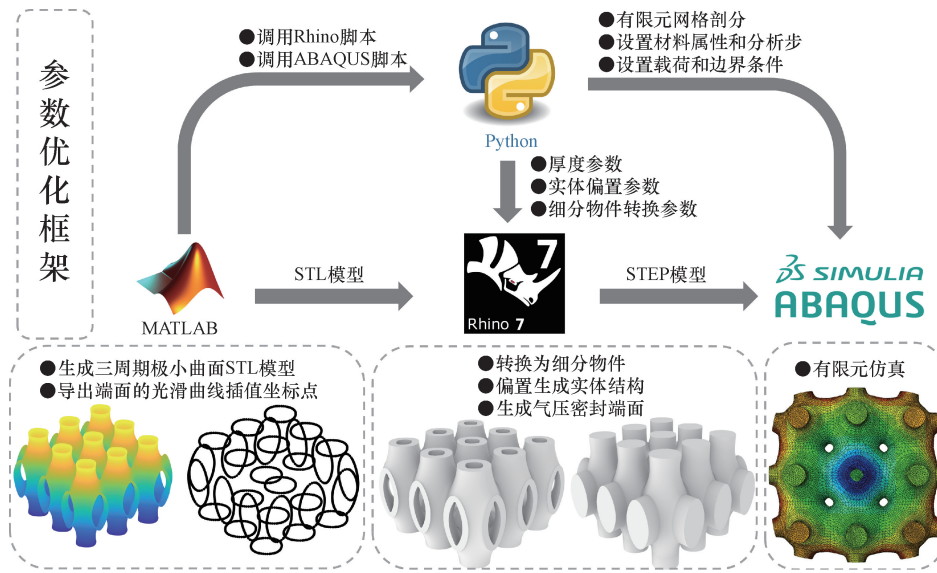 参数优化框架
●调用Rhino脚本
●调用ABAQUS脚本
Python
●有限元网格剖分
●设置材料属性和分析步
●设置载荷和边界条件
●厚度参数
●实体偏置参数
●细分物件转换参数
MATLAB
STL模型
7
Rhino 7
STEP模型
SIMULIA
ABAQUS
●生成三周期极小曲面STL模型
●导出端面的光滑曲线插值坐标点
●转换为细分物件
●偏置生成实体结构
●生成气压密封端面
●有限元仿真